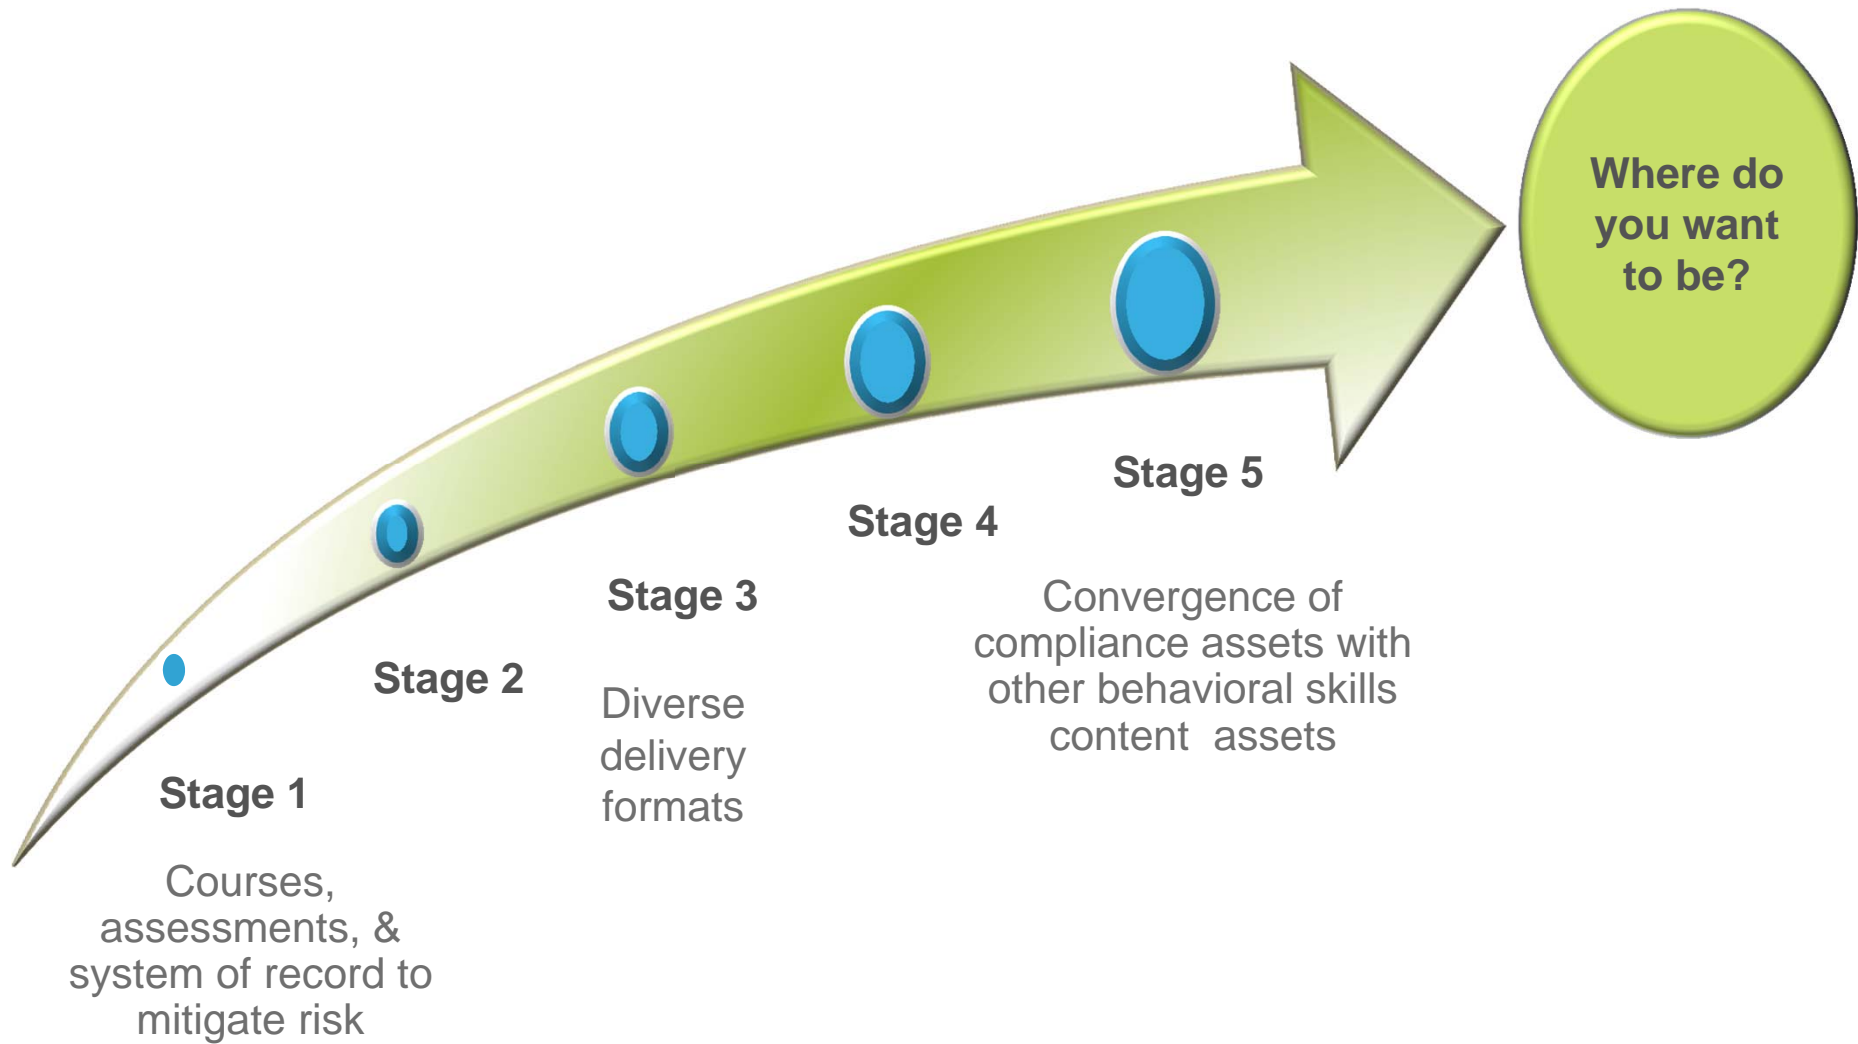 Where do
you want
to be?
Stage 5
Stage 4
Stage 3
Convergence of
compliance assets with
other behavioral skills
content  assets
Stage 2
Diverse
delivery
formats
Stage 1
Courses,
assessments, &
system of record to
mitigate risk